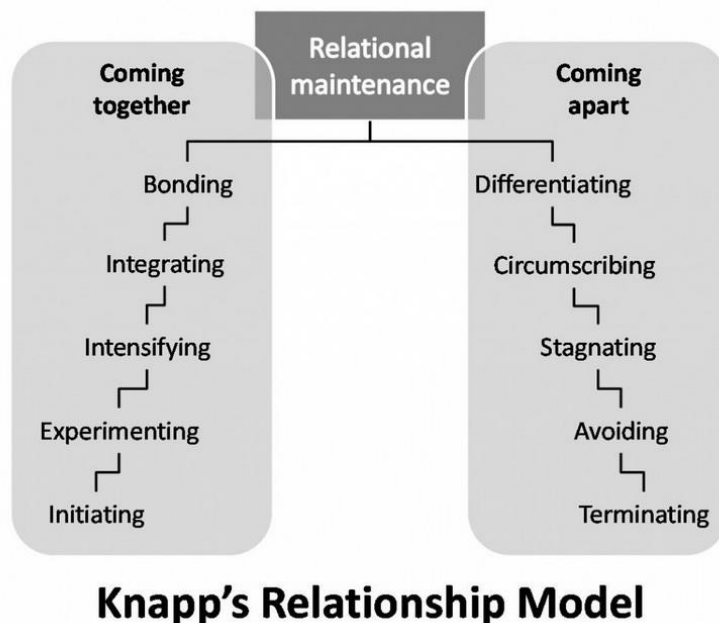 Relational
maintenance
Coming
together
Bonding
Integrating
Intensifying
Experimenting
Initiating
Coming
apart
Differentiating
Circumscribing
Stagnating
Avoiding
Terminating
Knapp's Relationship Model